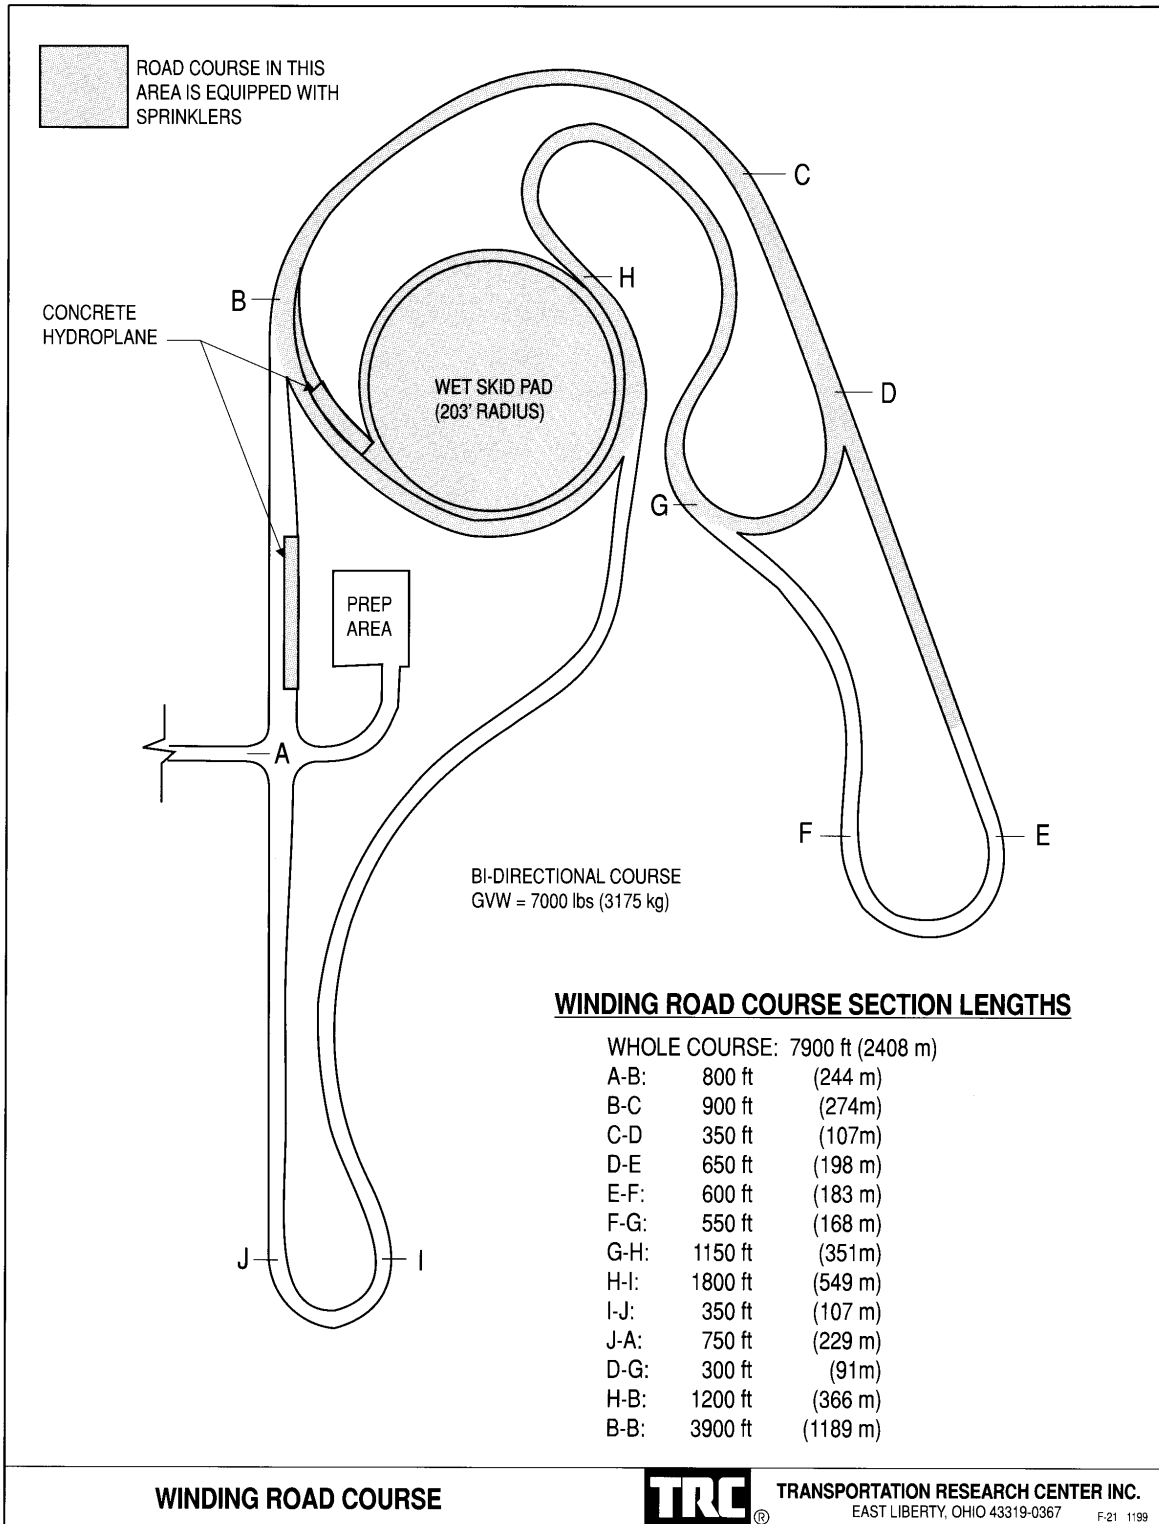 ROAD COURSE IN THIS
AREA IS EQUIPPED WITH
SPRINKLERS
C
H
B
CONCRETE
HYDROPLANE
WET SKID PAD
(203' RADIUS)
D
G
PREP
AREA
A
F
E
BI-DIRECTIONAL COURSE
GVW = 7000 lbs (3175 kg)
J
I
WINDING ROAD COURSE SECTION LENGTHS
WHOLE COURSE: 7900 ft (2408 m)
A-B: 800 ft (244 m)
B-C 900 ft (274m)
C-D 350 ft (107m)
D-E 650 ft (198 m)
E-F: 600 ft (183 m)
F-G: 550 ft (168 m)
G-H: 1150 ft (351m)
H-I: 1800 ft (549 m)
I-J: 350 ft (107 m)
J-A: 750 ft (229 m)
D-G: 300 ft (91m)
H-B: 1200 ft (366 m)
B-B: 3900 ft (1189 m)
WINDING ROAD COURSE
TRC ®
TRANSPORTATION RESEARCH CENTER INC.
EAST LIBERTY, OHIO 43319-0367 F-21 1199